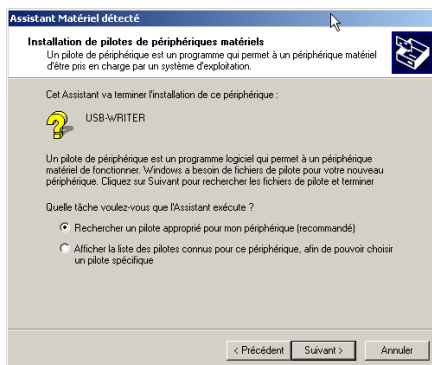 Assistant Matériel détecté
Installation de pilotes de périphériques matériels
Un pilote de périphérique est un programme qui permet à un périphérique matériel
d'être pris en charge par un système d'exploitation.
Cet Assistant va terminer l'installation de ce périphérique :
USB-WRITER
Un pilote de périphérique est un programme logiciel qui permet à un périphérique
matériel de fonctionner. Windows a besoin de fichiers de pilote pour votre nouveau
périphérique. Cliquez sur Suivant pour rechercher les fichiers de pilote et terminer
Quelle tâche voulez-vous que l'Assistant exécute ?
Rechercher un pilote approprié pour mon périphérique (recommandé)
Afficher la liste des pilotes connus pour ce périphérique, afin de pouvoir choisir
un pilote spécifique
< Précédent Suivant > Annuler